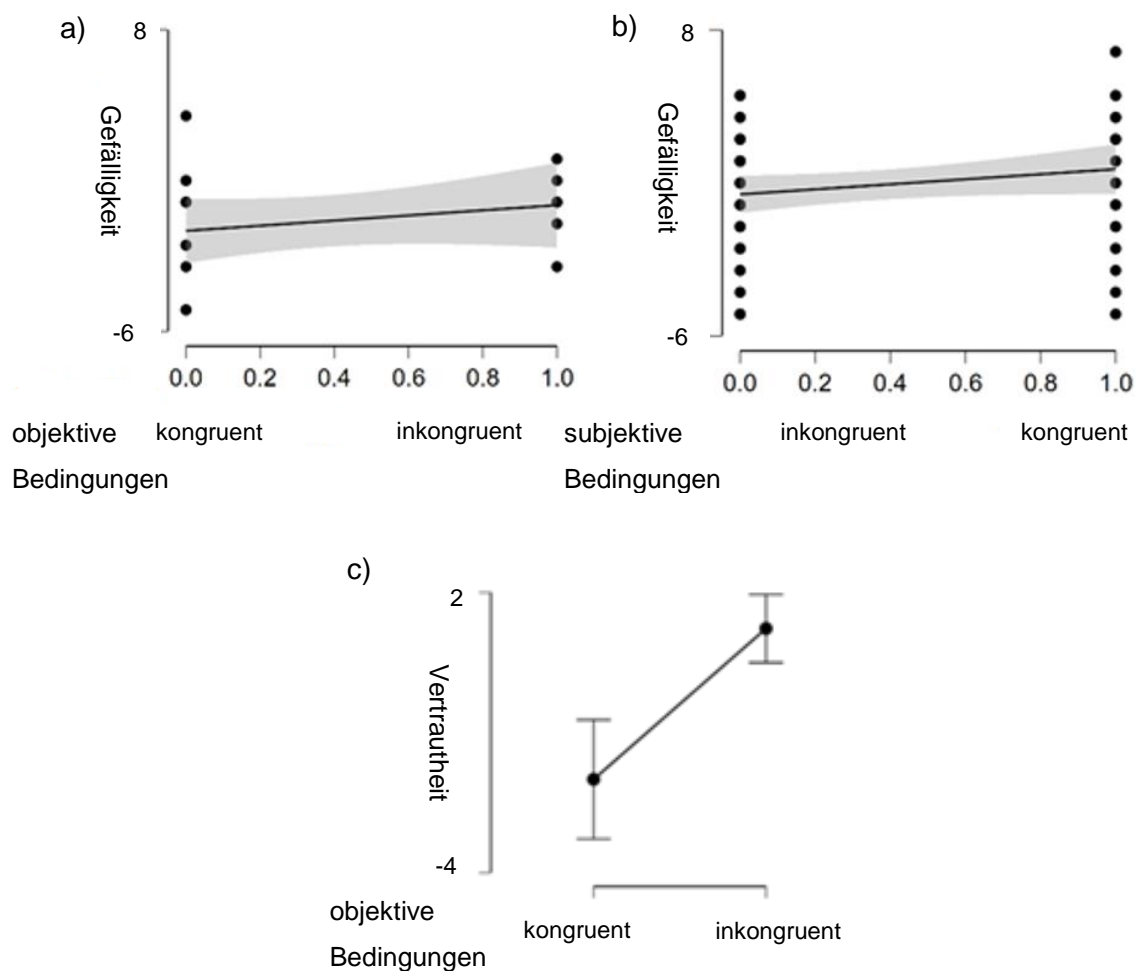 a)
8
Gefälligkeit
-6
0.0 0.2 0.4 0.6 0.8 1.0
objektive kongruent inkongruent
Bedingungen
b)
8
Gefälligkeit
-6
0.0 0.2 0.4 0.6 0.8 1.0
subjektive inkongruent kongruent
Bedingungen
c)
2
Vertrautheit
-4
objektive kongruent inkongruent
Bedingungen